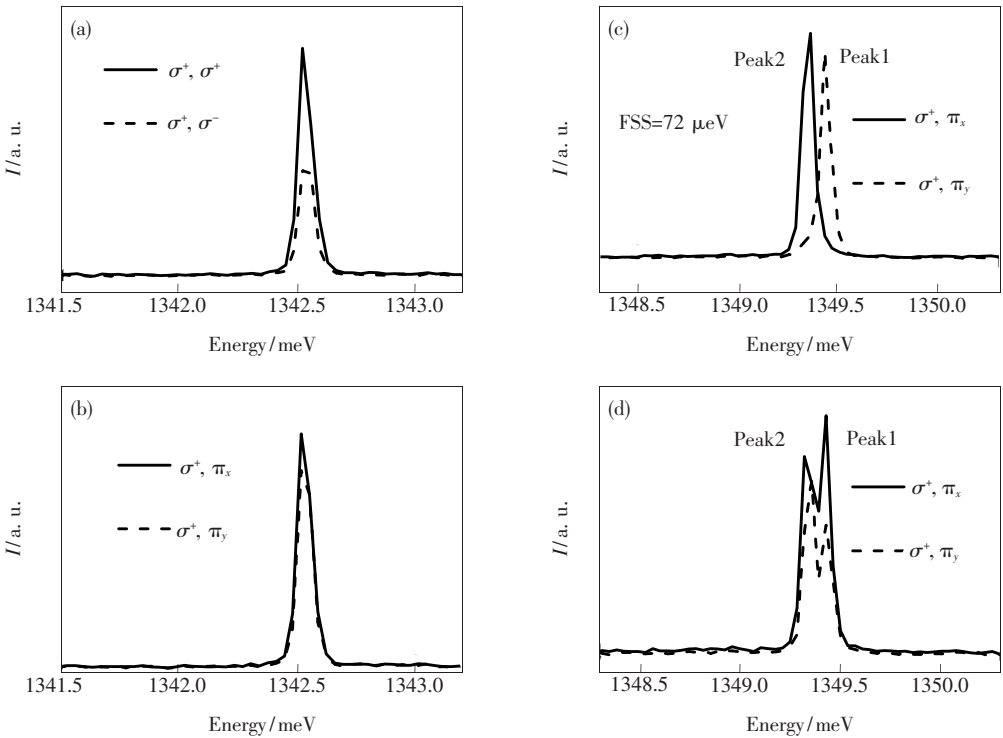 (a)
σ⁺, σ⁺
σ⁺, σ⁻
I/a. u.
1341.5 1342.0 1342.5 1343.0
Energy/meV
(c)
Peak2 Peak1
FSS=72 μeV
σ⁺, πₓ
σ⁺, π_y
I/a. u.
1348.5 1349.0 1349.5 1350.0
Energy/meV
(b)
σ⁺, πₓ
σ⁺, π_y
I/a. u.
1341.5 1342.0 1342.5 1343.0
Energy/meV
(d)
Peak2 Peak1
σ⁺, πₓ
σ⁺, π_y
I/a. u.
1348.5 1349.0 1349.5 1350.0
Energy/meV